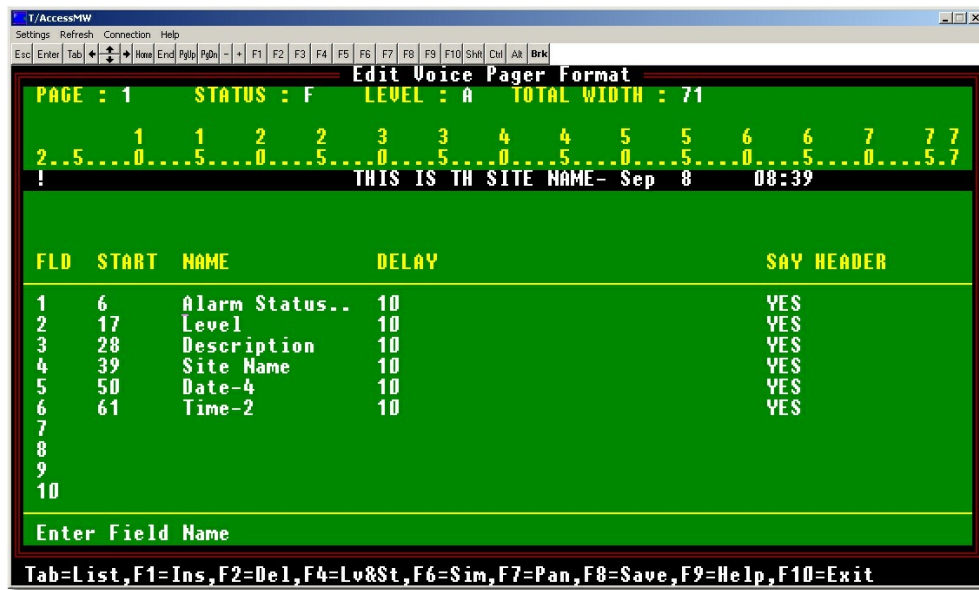 T/AccessMW
Settings Refresh Connection Help
Esc Enter Tab Home End PgUp PgDn - + F1 F2 F3 F4 F5 F6 F7 F8 F9 F10 Shft Ctrl Alt Brk
Edit Voice Pager Format
PAGE : 1 STATUS : F LEVEL : A TOTAL WIDTH : 71
1 1 2 2 3 3 4 4 5 5 6 6 7 7 7
2..5....0....5....0....5....0....5....0....5....0....5....0....5....0....5.7
! THIS IS TH SITE NAME- Sep 8 08:39
FLD START NAME DELAY SAY HEADER
1 6 Alarm Status.. 10 YES
2 17 Level 10 YES
3 28 Description 10 YES
4 39 Site Name 10 YES
5 50 Date-4 10 YES
6 61 Time-2 10 YES
7
8
9
10
Enter Field Name
Tab=List,F1=Ins,F2=Del,F4=Lv&St,F6=Sim,F7=Pan,F8=Save,F9=Help,F10=Exit